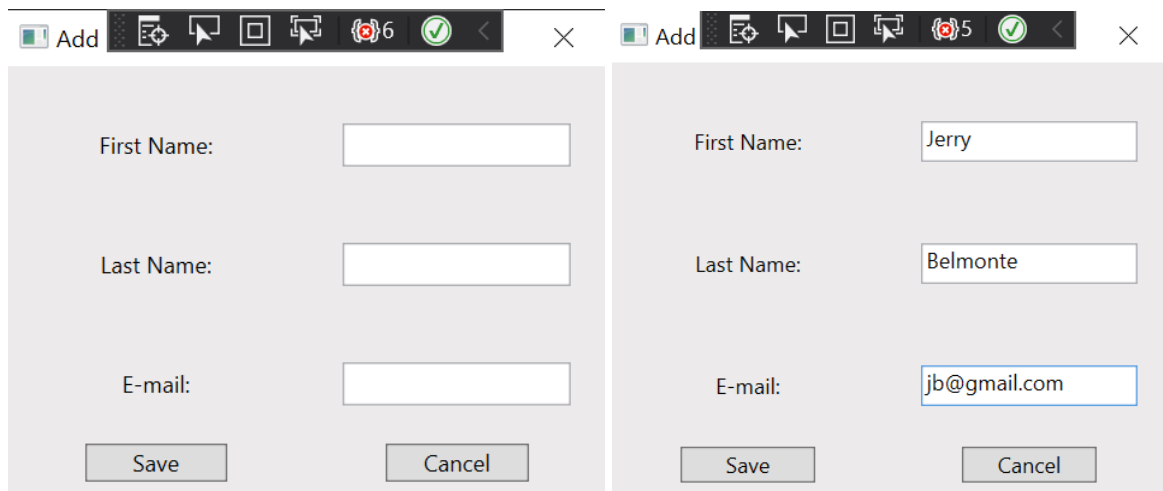 Add 6
First Name:
Last Name:
E-mail:
Save Cancel
Add 5
First Name: Jerry
Last Name: Belmonte
E-mail: jb@gmail.com
Save Cancel